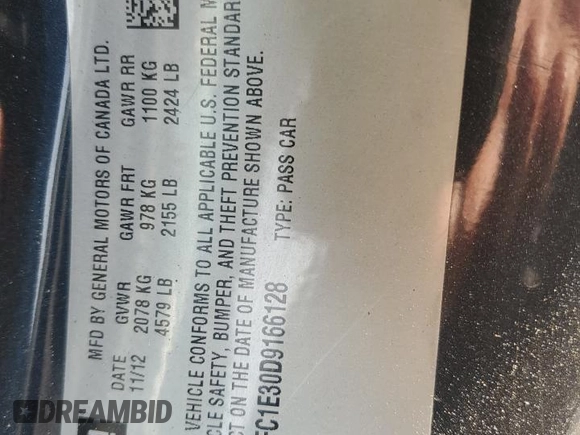 MFD BY GENERAL MOTORS OF CANADA LTD.
DATE GVWR GAWR FRT GAWR RR
11/12 2078 KG 978 KG 1100 KG
4579 LB 2155 LB 2424 LB
VEHICLE CONFORMS TO ALL APPLICABLE U.S. FEDERAL M
CLE SAFETY, BUMPER, AND THEFT PREVENTION STANDAR
CT ON THE DATE OF MANUFACTURE SHOWN ABOVE.
FC1E30D9166128 TYPE: PASS CAR
DREAMBID